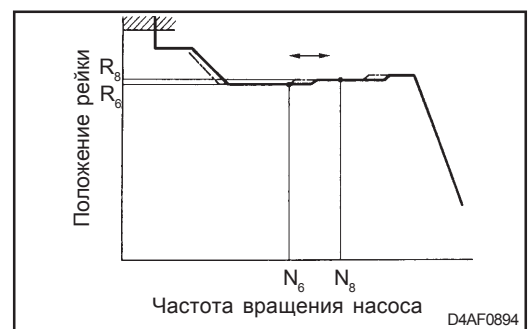 R₈
R₆
Положение рейки
N₆ N₈
Частота вращения насоса
D4AF0894